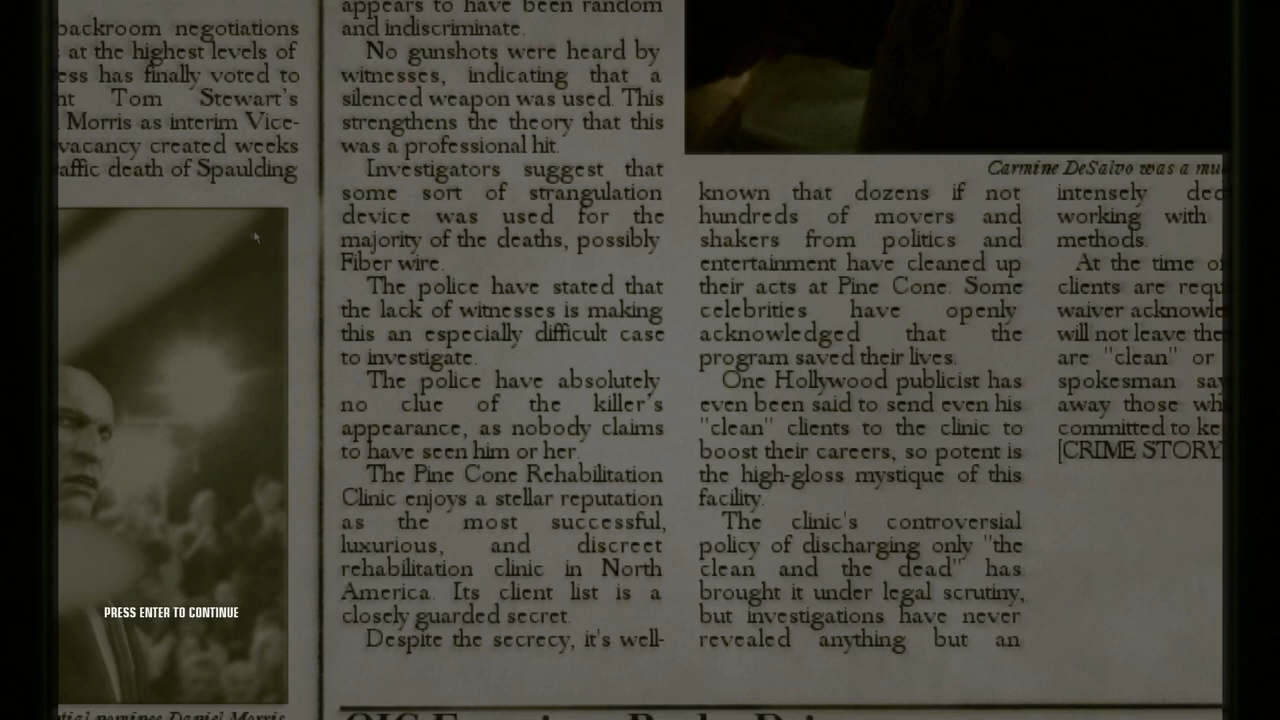 backroom negotiations
at the highest levels of
has finally voted to
Tom Stewart's
Morris as interim Vice-
vacancy created weeks
death of Spaulding
PRESS ENTER TO CONTINUE
nominee Daniel Morris
appears to have been random
and indiscriminate.
No gunshots were heard by
witnesses, indicating that a
silenced weapon was used. This
strengthens the theory that this
was a professional hit.
Investigators suggest that
some sort of strangulation
device was used for the
majority of the deaths, possibly
Fiber wire.
The police have stated that
the lack of witnesses is making
this an especially difficult case
to investigate.
The police have absolutely
no clue of the killer's
appearance, as nobody claims
to have seen him or her.
The Pine Cone Rehabilitation
Clinic enjoys a stellar reputation
as the most successful,
luxurious, and discreet
rehabilitation clinic in North
America. Its client list is a
closely guarded secret.
Despite the secrecy, it's well-
Carmine DeSalvo was a
known that dozens if not
hundreds of movers and
shakers from politics and
entertainment have cleaned up
their acts at Pine Cone. Some
celebrities have openly
acknowledged that the
program saved their lives.
One Hollywood publicist has
even been said to send even his
"clean" clients to the clinic to
boost their careers, so potent is
the high-gloss mystique of this
facility.
The clinic's controversial
policy of discharging only "the
clean and the dead" has
brought it under legal scrutiny,
but investigations have never
revealed anything but an
intensely
working with
methods.
At the time of
clients are
waiver
will not leave the
are "clean" or
spokesman
away those
committed to
[CRIME STORY